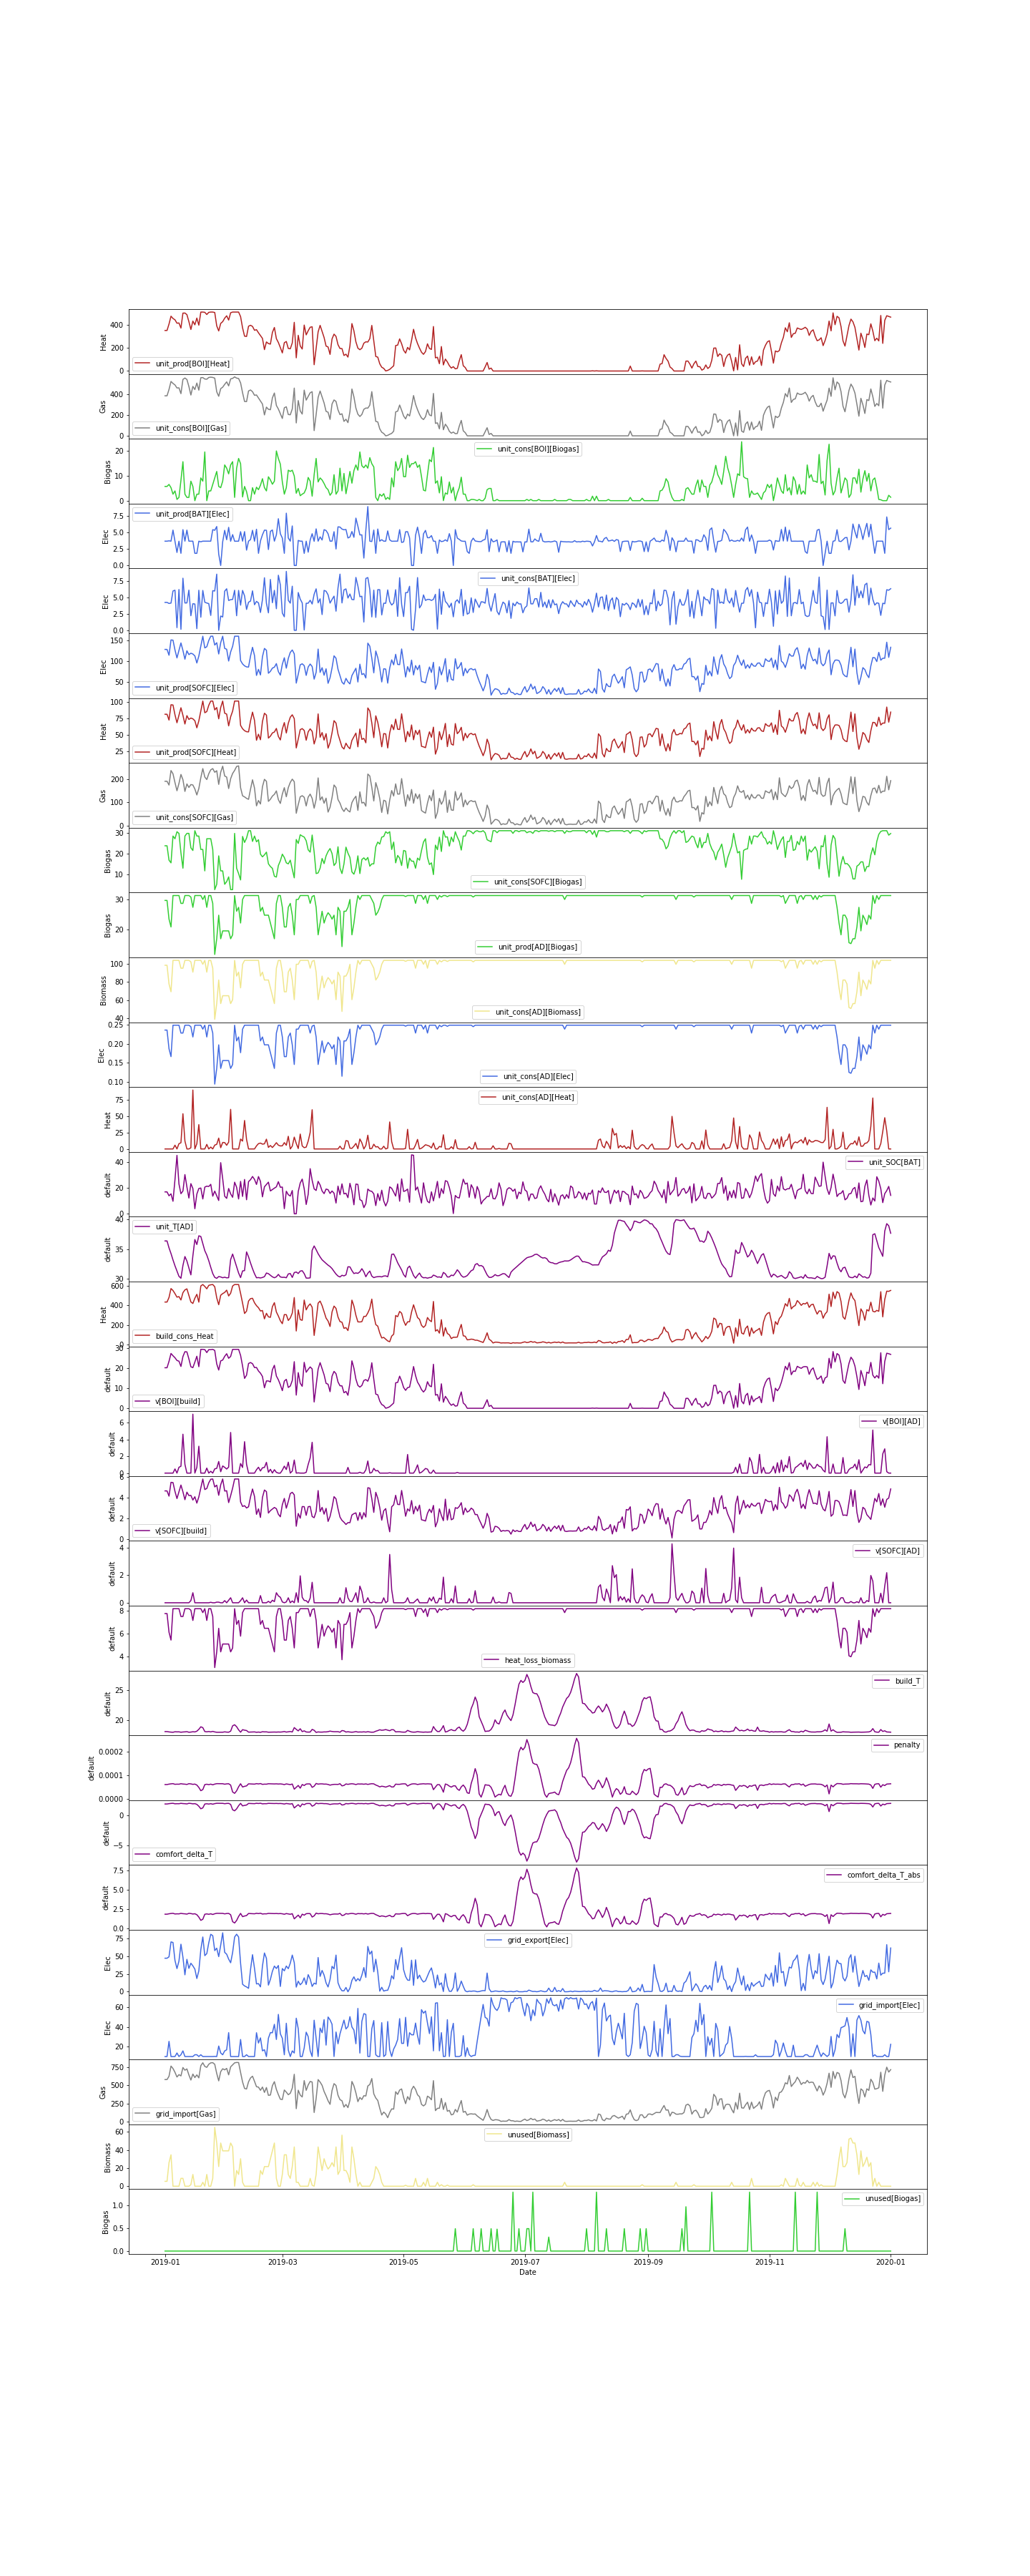 400
200
0
Heat
unit_prod[BOI][Heat]
400
200
0
Gas
unit_cons[BOI][Gas]
20
10
0
Biogas
unit_cons[BOI][Biogas]
7.5
5.0
2.5
0.0
Elec
unit_prod[BAT][Elec]
7.5
5.0
2.5
0.0
Elec
unit_cons[BAT][Elec]
150
100
50
Elec
unit_prod[SOFC][Elec]
100
75
50
25
Heat
unit_prod[SOFC][Heat]
200
100
0
Gas
unit_cons[SOFC][Gas]
30
20
10
Biogas
unit_cons[SOFC][Biogas]
30
20
Biogas
unit_prod[AD][Biogas]
100
80
60
40
Biomass
unit_cons[AD][Biomass]
0.25
0.20
0.15
0.10
Elec
unit_cons[AD][Elec]
75
50
25
0
Heat
unit_cons[AD][Heat]
40
20
0
default
unit_SOC[BAT]
40
35
30
default
unit_T[AD]
600
400
200
0
Heat
build_cons_Heat
30
20
10
0
default
v[BOI][build]
6
4
2
0
default
v[BOI][AD]
6
4
2
0
default
v[SOFC][build]
4
2
0
default
v[SOFC][AD]
8
6
4
default
heat_loss_biomass
25
20
default
build_T
0.0002
0.0001
0.0000
default
penalty
0
−5
default
comfort_delta_T
7.5
5.0
2.5
0.0
default
comfort_delta_T_abs
75
50
25
0
Elec
grid_export[Elec]
60
40
20
Elec
grid_import[Elec]
750
500
250
0
Gas
grid_import[Gas]
60
40
20
0
Biomass
unused[Biomass]
1.0
0.5
0.0
Biogas
unused[Biogas]
2019-01 2019-03 2019-05 2019-07 2019-09 2019-11 2020-01
Date